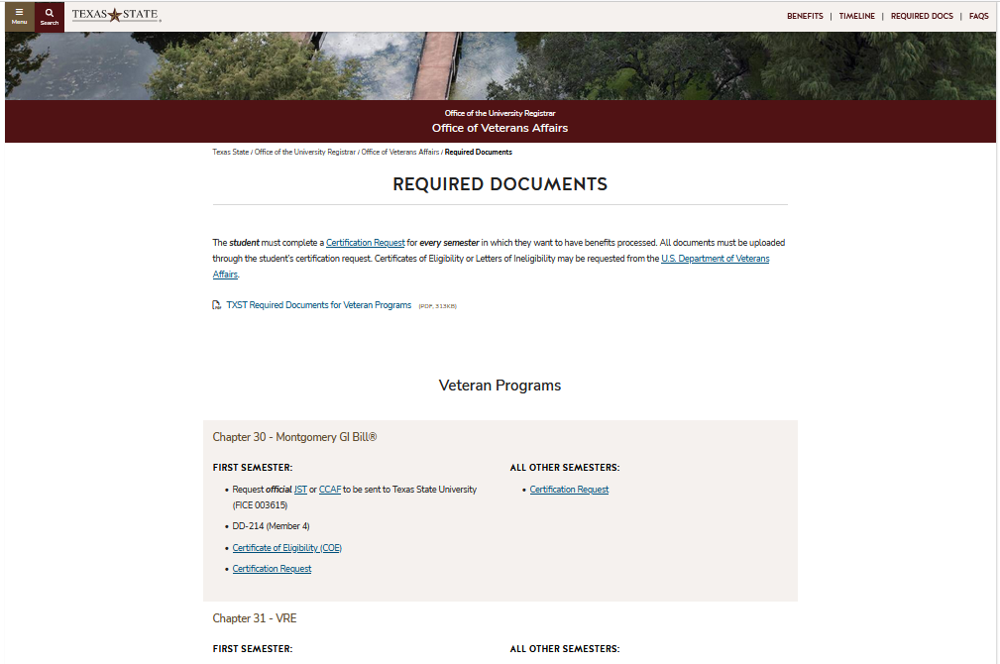 Menu
Search
TEXAS STATE
BENEFITS | TIMELINE | REQUIRED DOCS | FAQS
Office of the University Registrar
Office of Veterans Affairs
Texas State / Office of the University Registrar / Office of Veterans Affairs / Required Documents
REQUIRED DOCUMENTS
The student must complete a Certification Request for every semester in which they want to have benefits processed. All documents must be uploaded
through the student's certification request. Certificates of Eligibility or Letters of Ineligibility may be requested from the U.S. Department of Veterans
Affairs.
TXST Required Documents for Veteran Programs (PDF, 313KB)
Veteran Programs
Chapter 30 - Montgomery GI Bill®
FIRST SEMESTER:
• Request official JST or CCAF to be sent to Texas State University
(FICE 003615)
• DD-214 (Member 4)
• Certificate of Eligibility (COE)
• Certification Request
ALL OTHER SEMESTERS:
• Certification Request
Chapter 31 - VRE
FIRST SEMESTER:
ALL OTHER SEMESTERS: